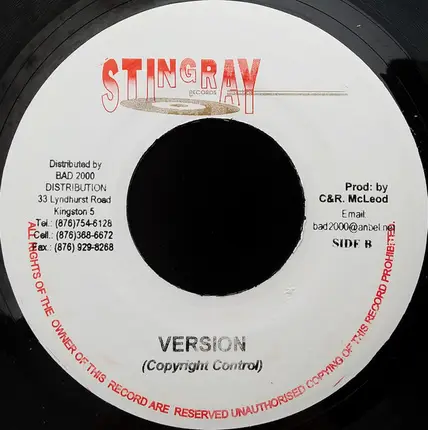 STINGRAY
RECORDS
Distributed by
BAD 2000
DISTRIBUTION
33 Lyndhurst Road
Kingston 5
Tel.: (876)754-6128
Cell.: (876)368-6672
Fax.: (876) 929-8268
Prod: by
C&R. McLeod
Email:
bad2000@anbel.net
SIDE B
VERSION
(Copyright Control)
ALL RIGHTS OF THE OWNER OF THIS RECORD ARE RESERVED UNAUTHORISED COPYING OF THIS RECORD PROHIBITED.